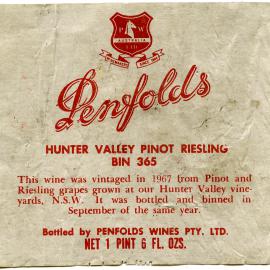 P W
AUSTRALIA
LTD
Penfolds
HUNTER VALLEY PINOT RIESLING
BIN 365
This wine was vintaged in 1967 from Pinot and
Riesling grapes grown at our Hunter Valley vine-
yards, N.S.W. It was bottled and binned in
September of the same year.
Bottled by PENFOLDS WINES PTY. LTD.
NET 1 PINT 6 FL. OZS.